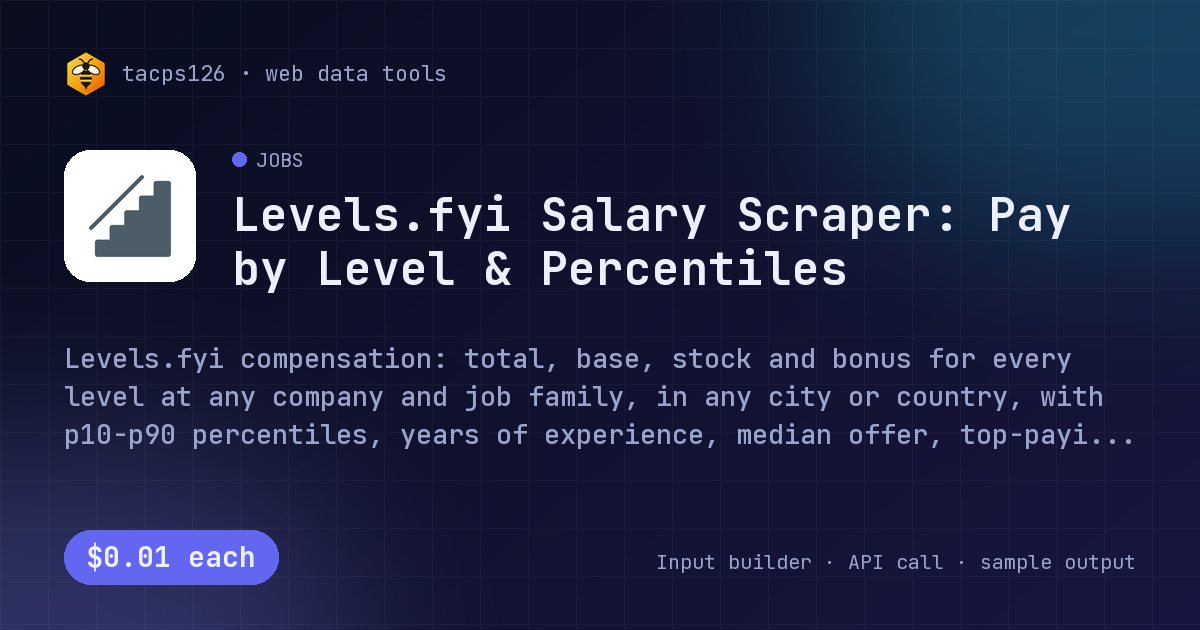 tacps126 · web data tools
JOBS
Levels.fyi Salary Scraper: Pay
by Level & Percentiles
Levels.fyi compensation: total, base, stock and bonus for every
level at any company and job family, in any city or country, with
p10-p90 percentiles, years of experience, median offer, top-payi...
$0.01 each
Input builder · API call · sample output